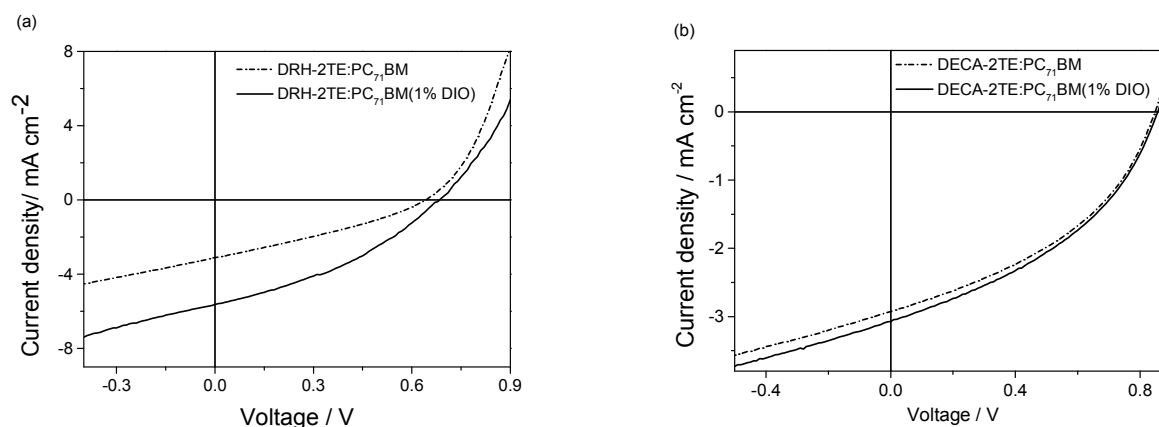 (a)
8
4
0
-4
-8
DRH-2TE:PC₇₁BM
DRH-2TE:PC₇₁BM(1% DIO)
-0.3
0.0
0.3
0.6
0.9
Current density/ mA cm⁻²
Voltage / V
(b)
0
-1
-2
-3
DECA-2TE:PC₇₁BM
DECA-2TE:PC₇₁BM(1% DIO)
-0.4
0.0
0.4
0.8
Current density/ mA cm⁻²
Voltage / V